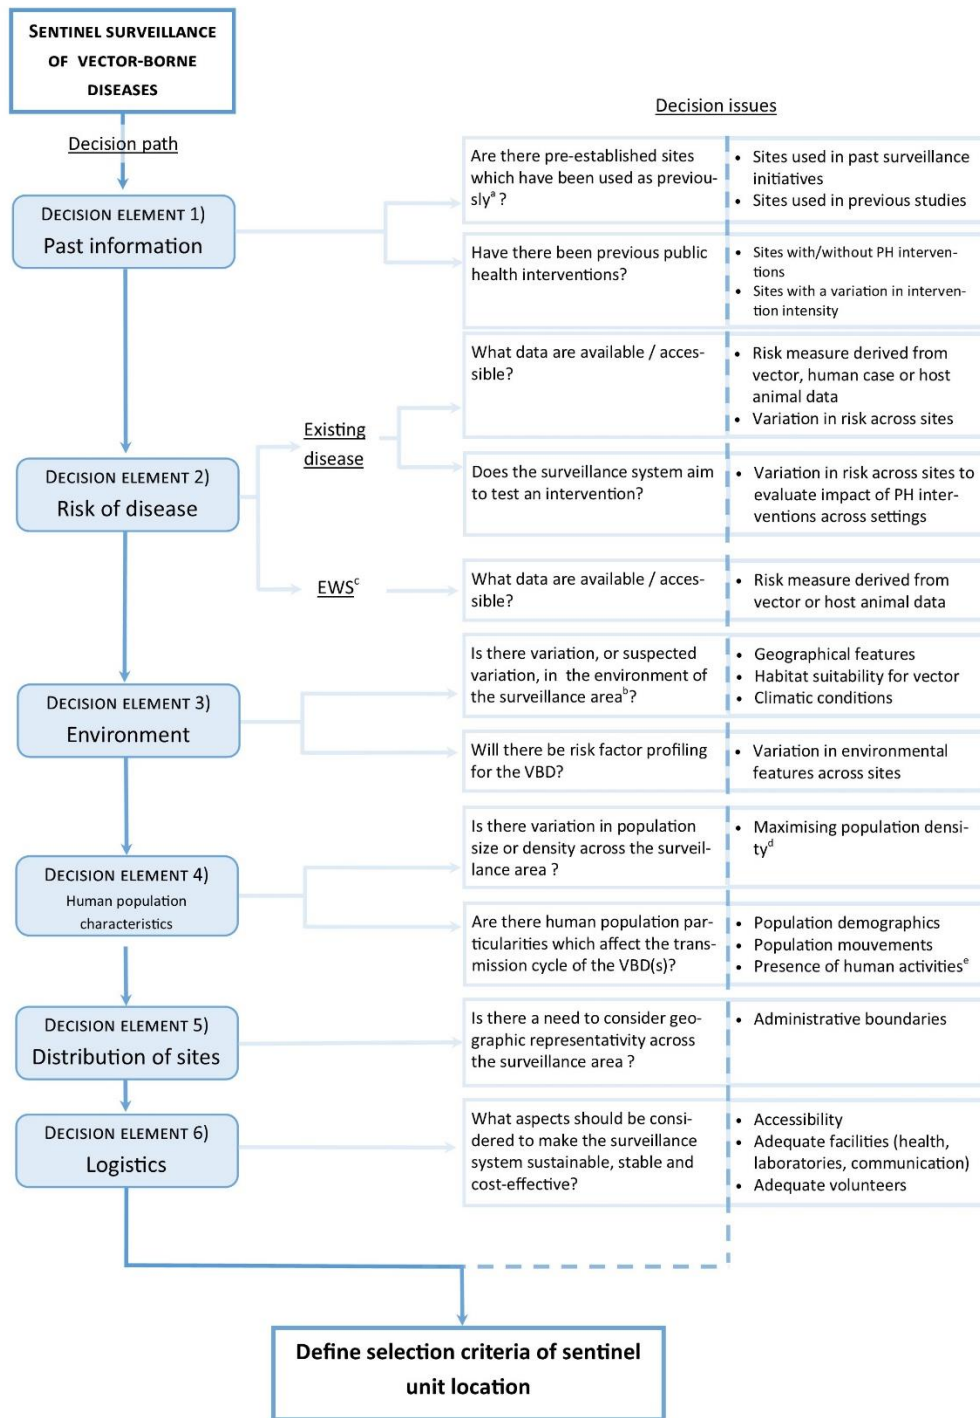 SENTINEL SURVEILLANCE
OF VECTOR-BORNE
DISEASES
Decision path
Decision issues
DECISION ELEMENT 1)
Past information
Are there pre-established sites
which have been used as previou-
slyᵃ ?
• Sites used in past surveillance
initiatives
• Sites used in previous studies
Have there been previous public
health interventions?
• Sites with/without PH interven-
tions
• Sites with a variation in interven-
tion intensity
DECISION ELEMENT 2)
Risk of disease
Existing
disease
What data are available / acces-
sible?
• Risk measure derived from
vector, human case or host
animal data
• Variation in risk across sites
Does the surveillance system aim
to test an intervention?
• Variation in risk across sites to
evaluate impact of PH inter-
ventions across settings
EWSᶜ
What data are available / acces-
sible?
• Risk measure derived from
vector or host animal data
DECISION ELEMENT 3)
Environment
Is there variation, or suspected
variation, in the environment of
the surveillance areaᵇ?
• Geographical features
• Habitat suitability for vector
• Climatic conditions
Will there be risk factor profiling
for the VBD?
• Variation in environmental
features across sites
DECISION ELEMENT 4)
Human population
characteristics
Is there variation in population
size or density across the surveil-
lance area ?
• Maximising population densi-
tyᵈ
Are there human population par-
ticularities which affect the trans-
mission cycle of the VBD(s)?
• Population demographics
• Population mouvements
• Presence of human activitiesᵉ
DECISION ELEMENT 5)
Distribution of sites
Is there a need to consider geo-
graphic representativity across
the surveillance area ?
• Administrative boundaries
DECISION ELEMENT 6)
Logistics
What aspects should be consi-
dered to make the surveillance
system sustainable, stable and
cost-effective?
• Accessibility
• Adequate facilities (health,
laboratories, communication)
• Adequate volunteers
Define selection criteria of sentinel
unit location